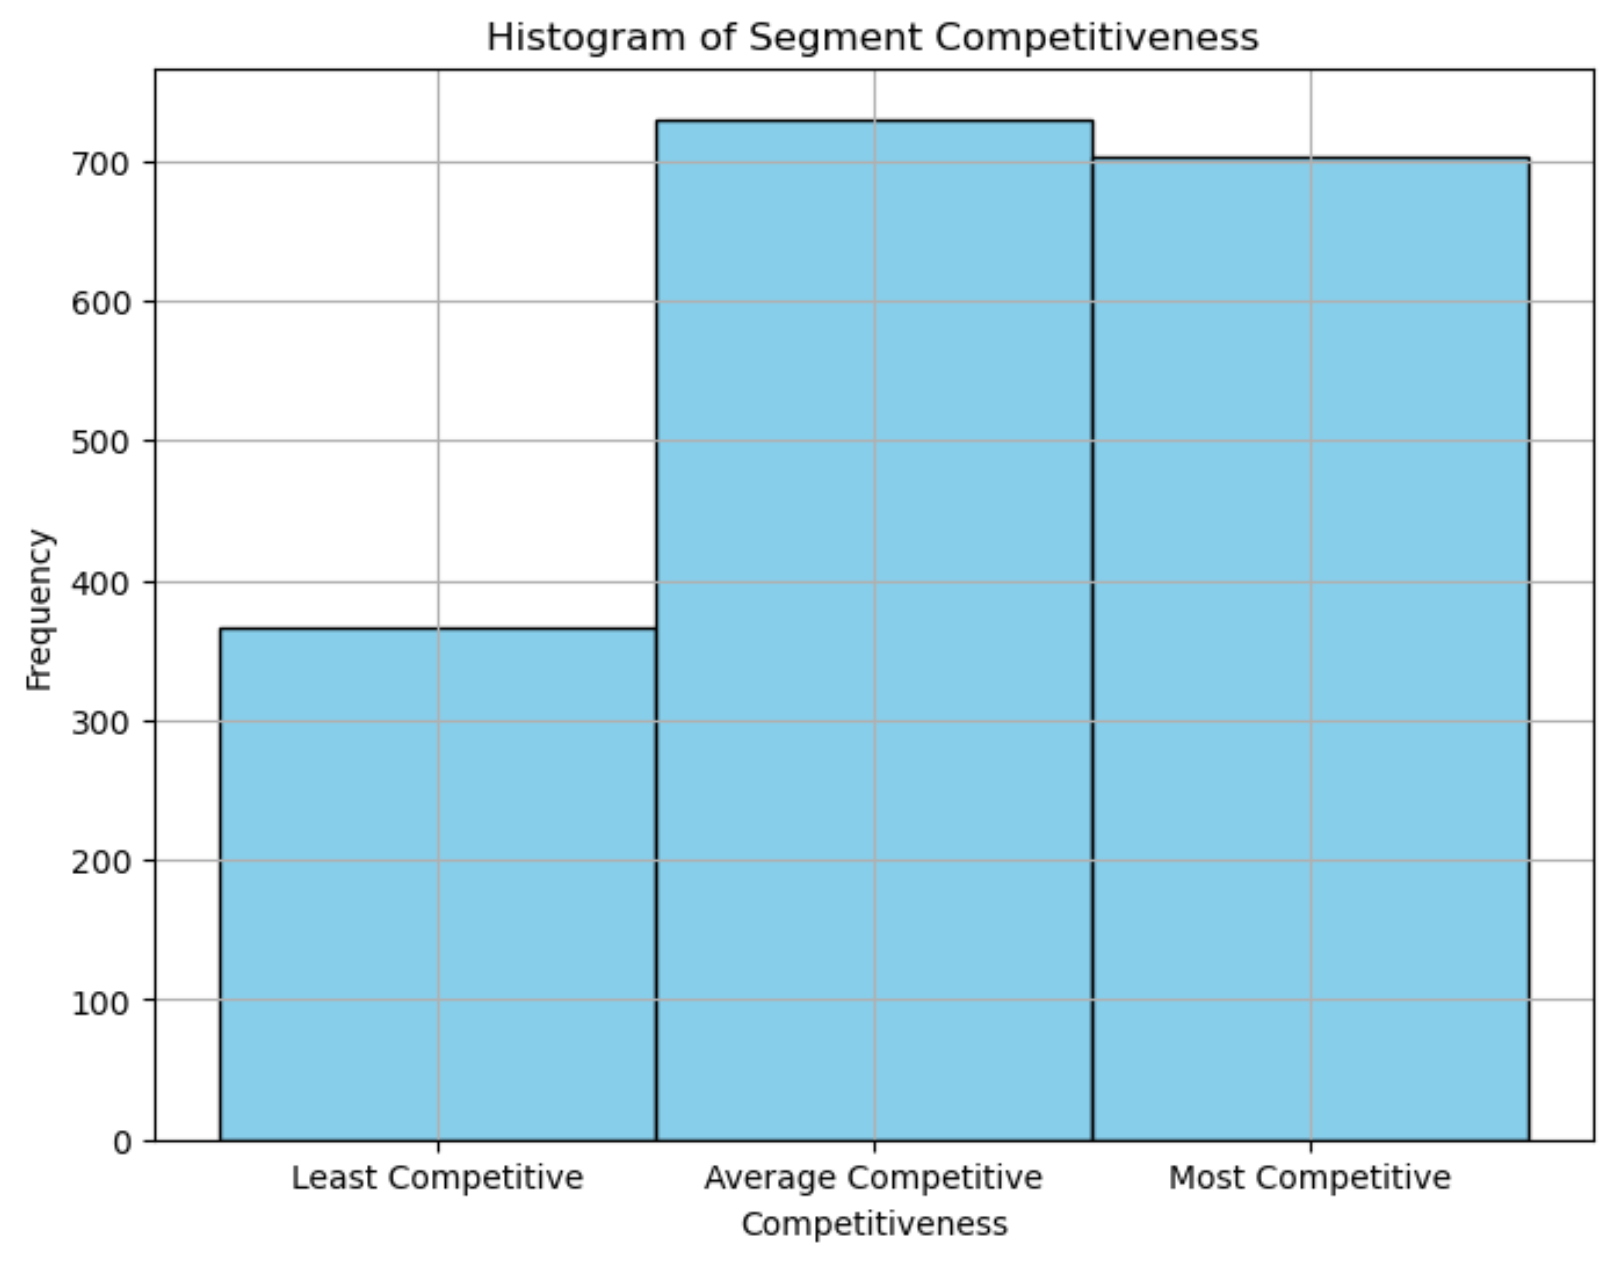 Histogram of Segment Competitiveness
700
600
500
400
300
200
100
0
Frequency
Least Competitive
Average Competitive
Most Competitive
Competitiveness